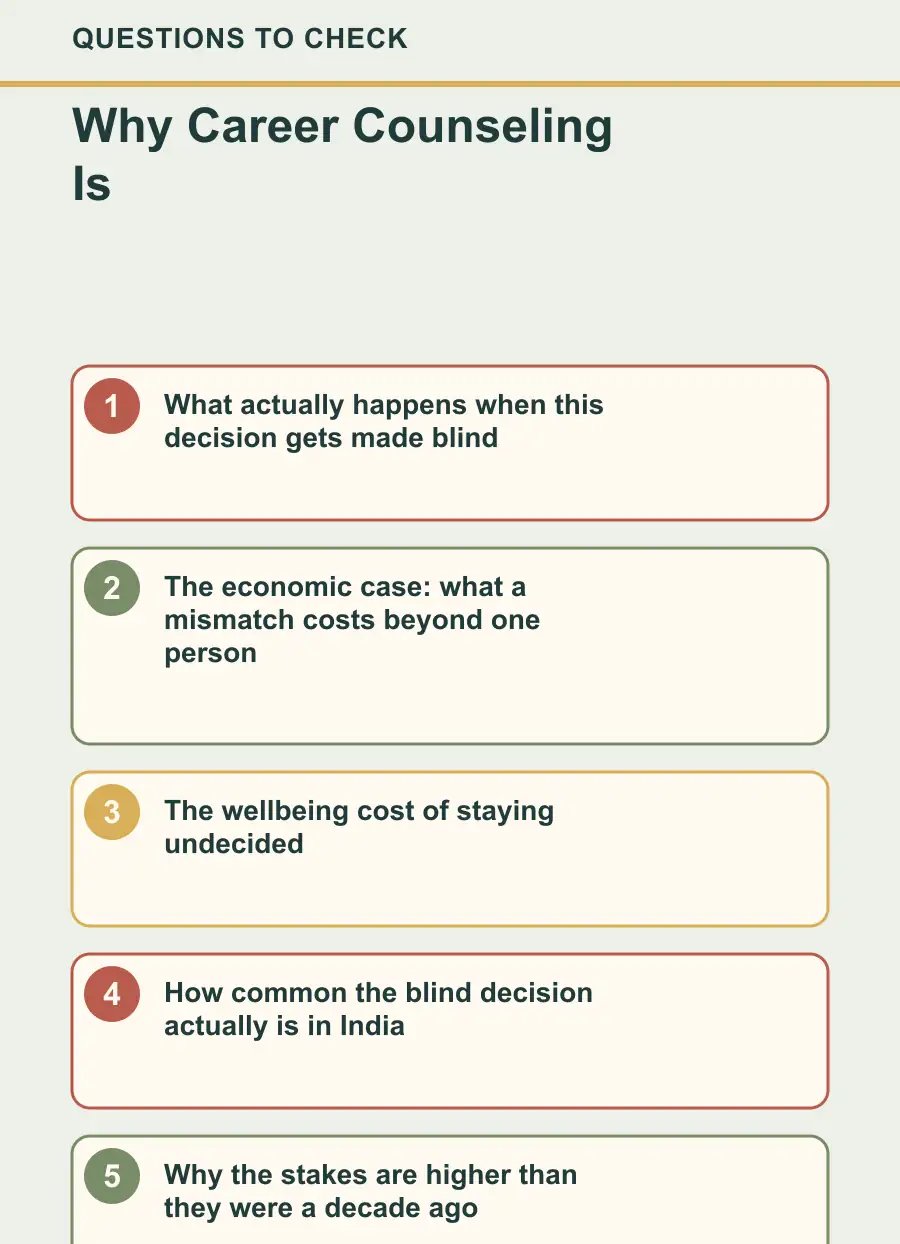 QUESTIONS TO CHECK
Why Career Counseling
Is
1
What actually happens when this
decision gets made blind
2
The economic case: what a
mismatch costs beyond one
person
3
The wellbeing cost of staying
undecided
4
How common the blind decision
actually is in India
5
Why the stakes are higher than
they were a decade ago